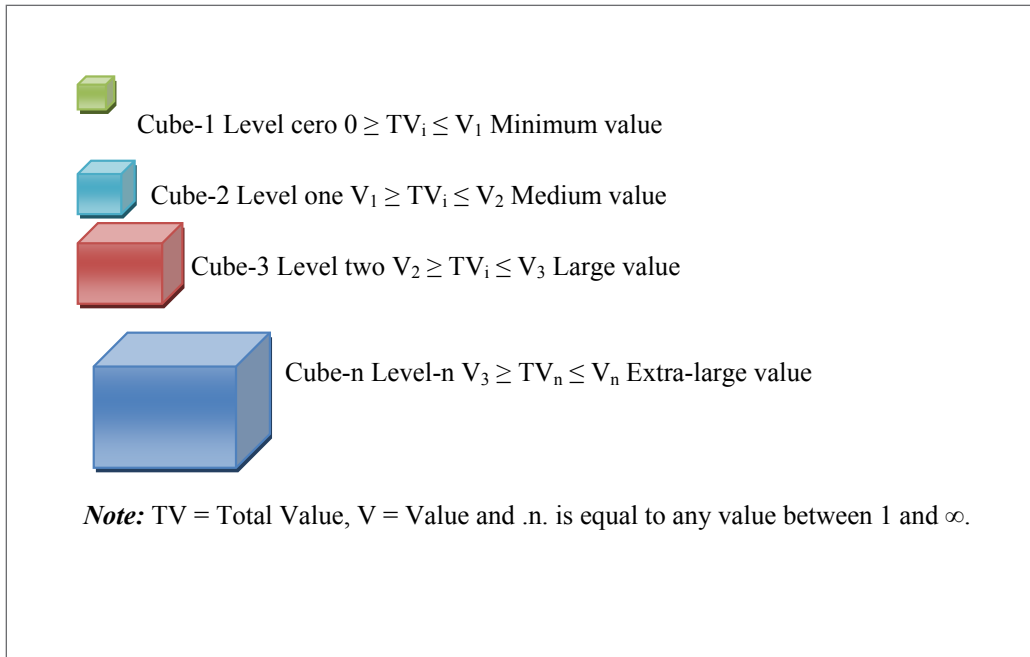 Cube-1 Level cero 0 ≥ TVi ≤ V1 Minimum value
Cube-2 Level one V1 ≥ TVi ≤ V2 Medium value
Cube-3 Level two V2 ≥ TVi ≤ V3 Large value
Cube-n Level-n V3 ≥ TVn ≤ Vn Extra-large value
Note: TV = Total Value, V = Value and .n. is equal to any value between 1 and ∞.